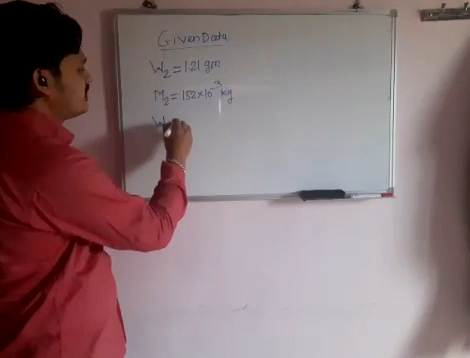 Given Data
W₂ = 121 gm
M₂ = 152×10⁻³ kg
W